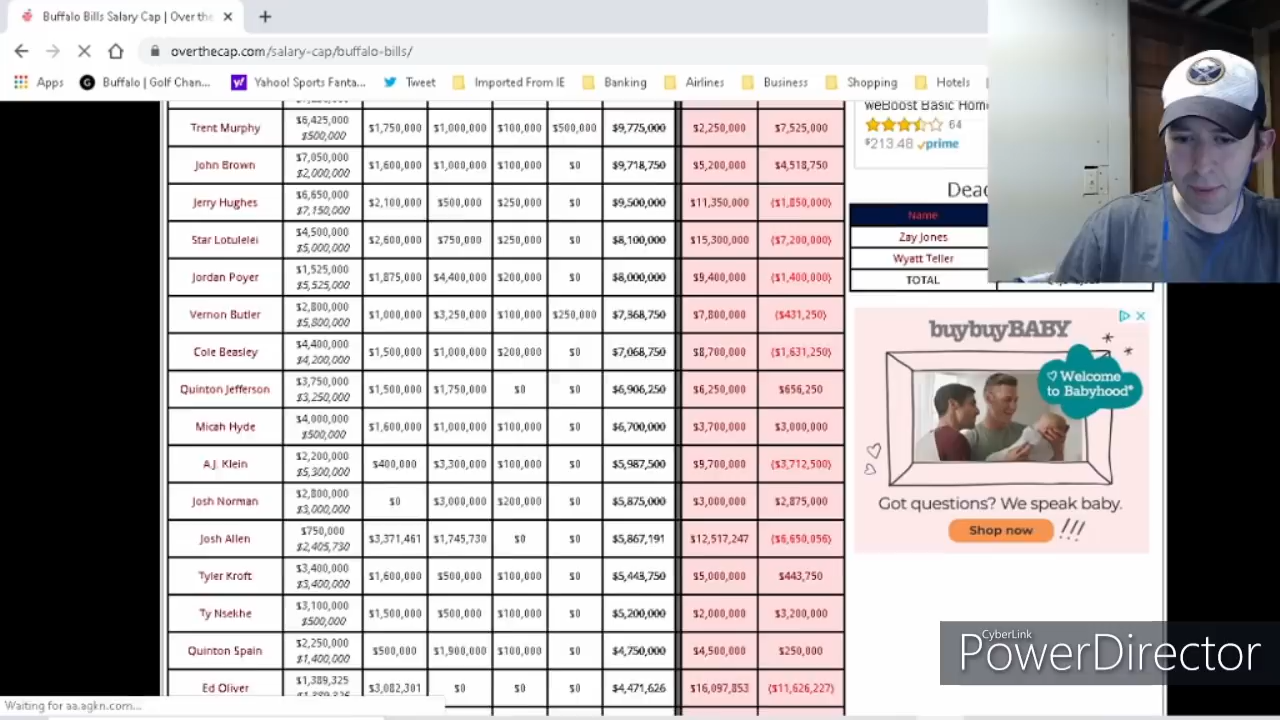 Buffalo Bills Salary Cap | Over the
overthecap.com/salary-cap/buffalo-bills/
Apps Buffalo | Golf Chan... Yahoo! Sports Fanta... Tweet Imported From IE Banking Airlines Business Shopping Hotels
Trent Murphy $6,425,000 $500,000 $1,750,000 $1,000,000 $100,000 $500,000 $9,775,000 $2,250,000 $7,525,000
John Brown $7,050,000 $2,000,000 $1,600,000 $1,000,000 $100,000 $0 $9,718,750 $5,200,000 $4,518,750
Jerry Hughes $6,650,000 $7,150,000 $2,100,000 $500,000 $250,000 $0 $9,500,000 $11,350,000 ($1,850,000)
Star Lotulelei $4,500,000 $5,000,000 $2,600,000 $750,000 $250,000 $0 $8,100,000 $15,300,000 ($7,200,000)
Jordan Poyer $1,525,000 $5,525,000 $1,875,000 $4,400,000 $200,000 $0 $8,000,000 $9,400,000 ($1,400,000)
Vernon Butler $2,800,000 $5,800,000 $1,000,000 $3,250,000 $100,000 $250,000 $7,368,750 $7,800,000 ($431,250)
Cole Beasley $4,400,000 $4,200,000 $1,500,000 $1,000,000 $200,000 $0 $7,068,750 $8,700,000 ($1,631,250)
Quinton Jefferson $3,750,000 $3,250,000 $1,500,000 $1,750,000 $0 $0 $6,906,250 $6,250,000 $656,250
Micah Hyde $4,000,000 $500,000 $1,600,000 $1,000,000 $100,000 $0 $6,700,000 $3,700,000 $3,000,000
A.J. Klein $2,200,000 $5,300,000 $400,000 $3,300,000 $100,000 $0 $5,987,500 $9,700,000 ($3,712,500)
Josh Norman $2,800,000 $3,000,000 $0 $3,000,000 $200,000 $0 $5,875,000 $3,000,000 $2,875,000
Josh Allen $750,000 $2,405,730 $3,371,461 $1,745,730 $0 $0 $5,867,191 $12,517,247 ($6,650,056)
Tyler Kroft $3,400,000 $3,400,000 $1,600,000 $500,000 $100,000 $0 $5,443,750 $5,000,000 $443,750
Ty Nsekhe $3,100,000 $500,000 $1,500,000 $500,000 $100,000 $0 $5,200,000 $2,000,000 $3,200,000
Quinton Spain $2,250,000 $1,400,000 $500,000 $1,900,000 $100,000 $0 $4,750,000 $4,500,000 $250,000
Ed Oliver $1,389,325 $3,082,301 $0 $0 $0 $4,471,626 $16,097,853 ($11,626,227)
weBoost Basic Hom
64
$213.48 prime
Dead
Name
Zay Jones
Wyatt Teller
TOTAL
buybuyBABY
Welcome
to Babyhood*
Got questions? We speak baby.
Shop now
CyberLink
PowerDirector
Waiting for aa.agkn.com...